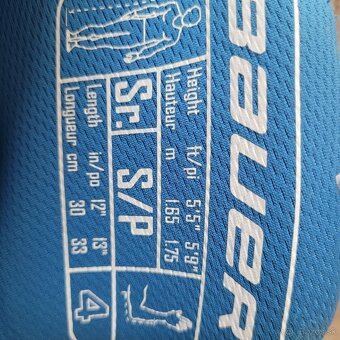 BAUER
Height ft/pi 5'5" 5'9"
Hauteur m 1.65 1.75
Sr. S/P
Length in/po 12" 13"
Longueur cm 30 33
4